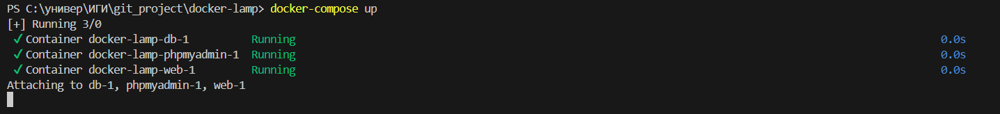 PS C:\универ\ИГИ\git_project\docker-lamp> docker-compose up
[+] Running 3/0
✔ Container docker-lamp-db-1 Running 0.0s
✔ Container docker-lamp-phpmyadmin-1 Running 0.0s
✔ Container docker-lamp-web-1 Running 0.0s
Attaching to db-1, phpmyadmin-1, web-1